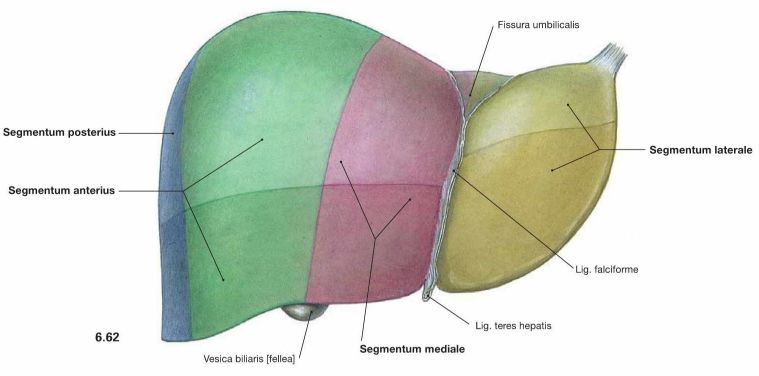 Fissura umbilicalis
Segmentum posterius
Segmentum laterale
Segmentum anterius
Lig. falciforme
Lig. teres hepatis
6.62
Segmentum mediale
Vesica biliaris [fellea]